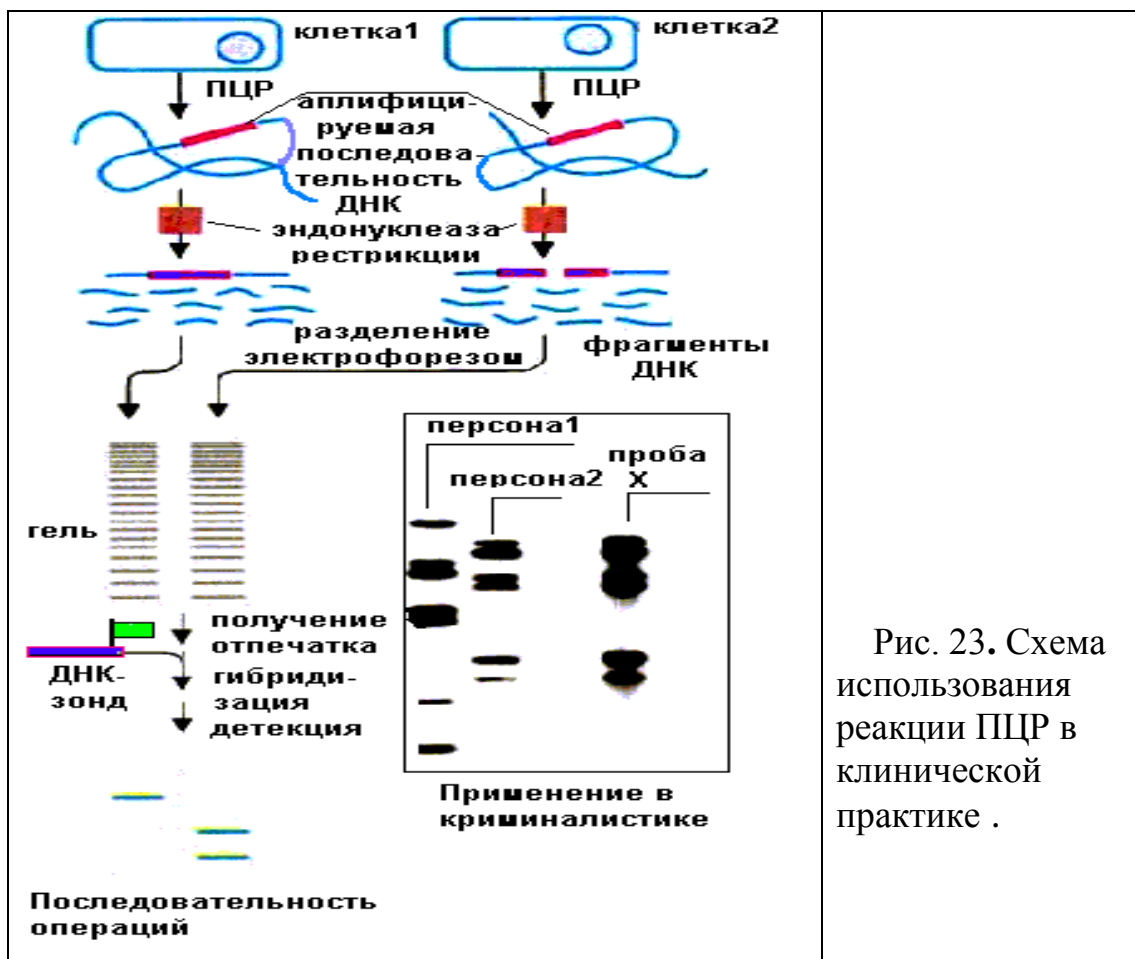 клетка1
клетка2
ПЦР
ПЦР
аплифици-
руемая
последова
тельность
ДНК
эндонуклеаза
рестрикции
разделение
электрофорезом
фрагменты
ДНК
гель
получение
отпечатка
ДНК-
зонд
гибриди-
зация
детекция
Последовательность
операций
персона1
персона2
проба
X
Применение в
криминалистике
Рис. 23. Схема
использования
реакции ПЦР в
клинической
практике .